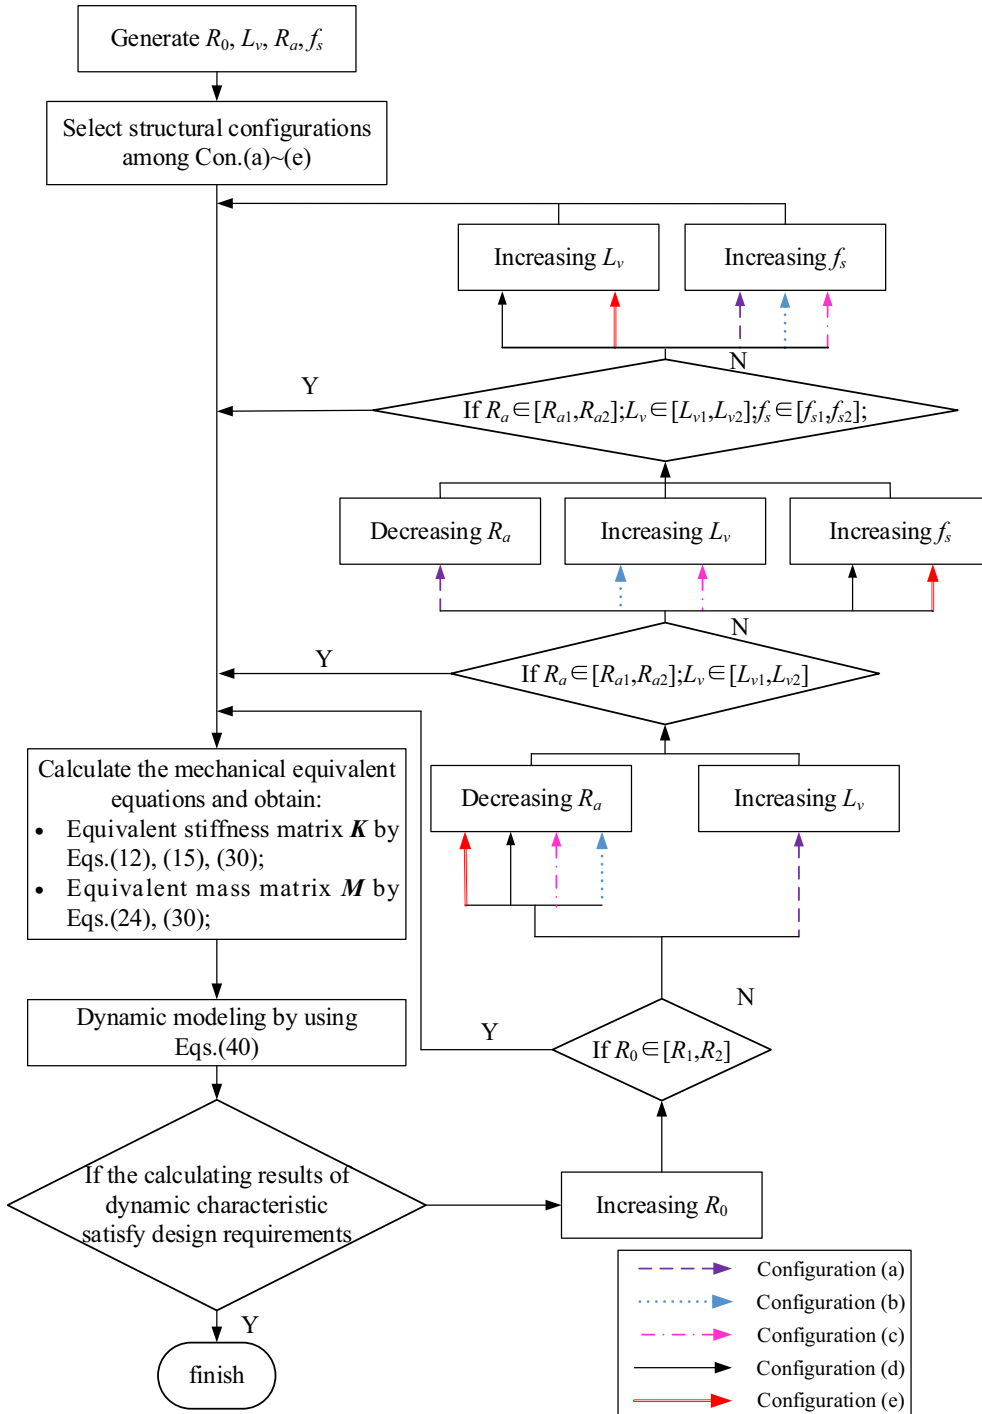 Generate R0, Lv, Ra, fs
Select structural configurations
among Con.(a)~(e)
Increasing Lv
Increasing fs
N
Y
If Ra∈[Ra1,Ra2];Lv∈[Lv1,Lv2];fs∈[fs1,fs2];
Decreasing Ra
Increasing Lv
Increasing fs
N
Y
If Ra∈[Ra1,Ra2];Lv∈[Lv1,Lv2]
Calculate the mechanical equivalent
equations and obtain:
• Equivalent stiffness matrix K by
Eqs.(12), (15), (30);
• Equivalent mass matrix M by
Eqs.(24), (30);
Decreasing Ra
Increasing Lv
N
Y
If R0∈[R1,R2]
Dynamic modeling by using
Eqs.(40)
If the calculating results of
dynamic characteristic
satisfy design requirements
Increasing R0
Y
finish
Configuration (a)
Configuration (b)
Configuration (c)
Configuration (d)
Configuration (e)